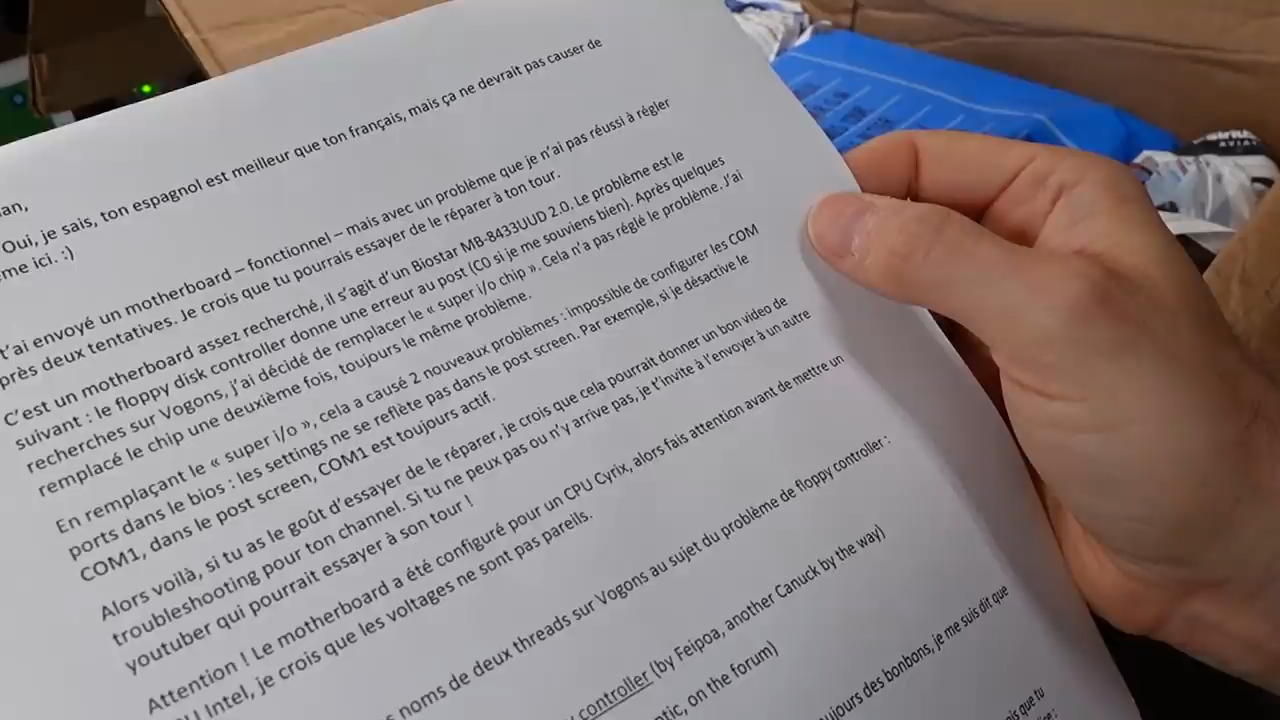 Oui, je sais, ton espagnol est meilleur que ton français, mais ça ne devrait pas causer de
ici. :)
t'ai envoyé un motherboard – fonctionnel – mais avec un problème que je n'ai pas réussi à régler
près deux tentatives. Je crois que tu pourrais essayer de le réparer à ton tour.
C'est un motherboard assez recherché, il s'agit d'un Biostar MB-8433UUD 2.0. Le problème est le
suivant : le floppy disk controller donne une erreur au post (C0 si je me souviens bien). Après quelques
recherches sur Vogons, j'ai décidé de remplacer le « super i/o chip ». Cela n'a pas réglé le problème. J'ai
remplacé le chip une deuxième fois, toujours le même problème.
En remplaçant le « super i/o », cela a causé 2 nouveaux problèmes : impossible de configurer les COM
ports dans le bios : les settings ne se reflète pas dans le post screen. Par exemple, si je désactive le
COM1, dans le post screen, COM1 est toujours actif.
Alors voilà, si tu as le goût d'essayer de le réparer, je crois que cela pourrait donner un bon video de
troubleshooting pour ton channel. Si tu ne peux pas ou n'y arrive pas, je t'invite à l'envoyer à un autre
youtuber qui pourrait essayer à son tour !
Attention ! Le motherboard a été configuré pour un CPU Cyrix, alors fais attention avant de mettre un
Intel, je crois que les voltages ne sont pas pareils.
noms de deux threads sur Vogons au sujet du problème de floppy controller :
controller (by Feipoa, another Canuck by the way)
on the forum)
des bonbons, je me suis dit que
que tu